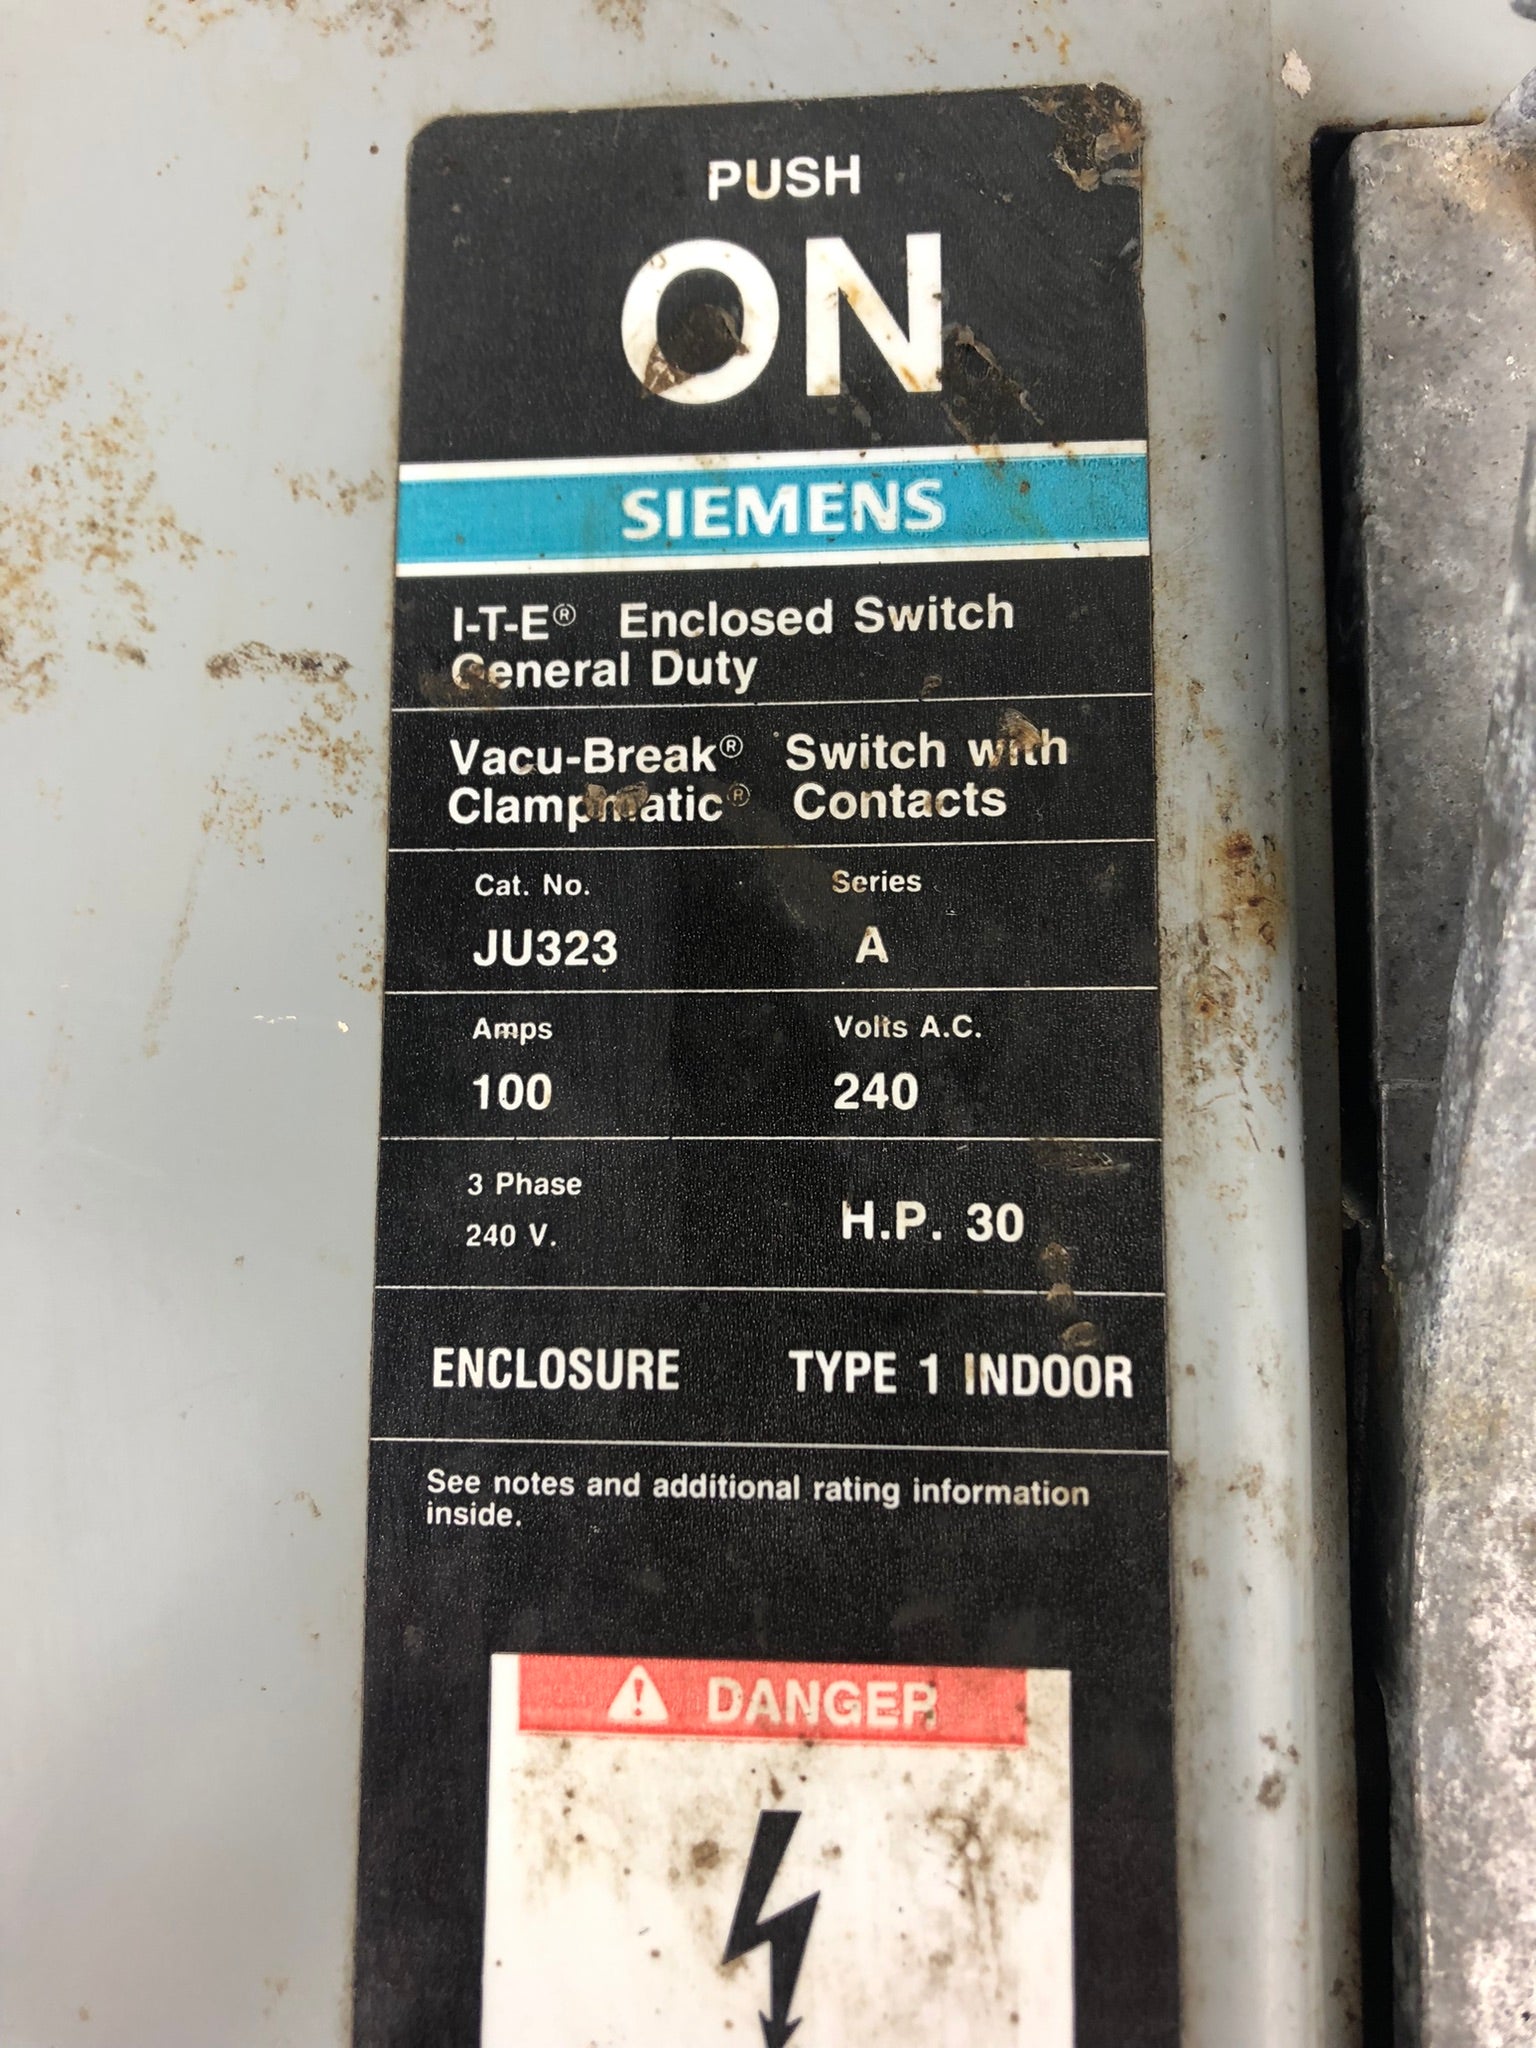 PUSH
ON
SIEMENS
I-T-E® Enclosed Switch
General Duty
Vacu-Break® Switch with
Clampmatic® Contacts
Cat. No. Series
JU323 A
Amps Volts A.C.
100 240
3 Phase
240 V. H.P. 30
ENCLOSURE TYPE 1 INDOOR
See notes and additional rating information
inside.
DANGER